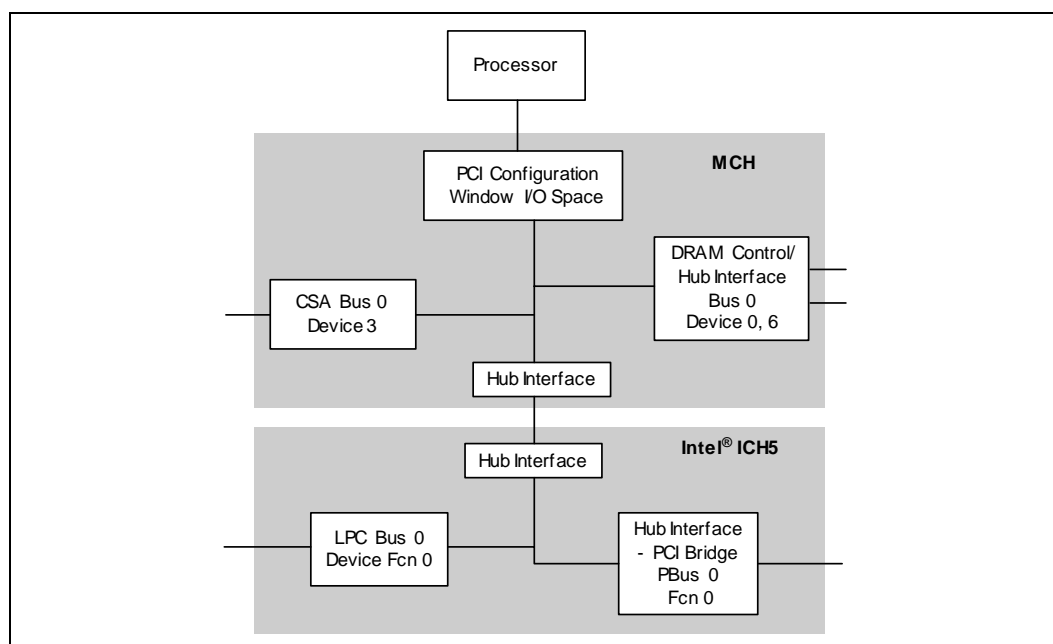 Processor
MCH
PCI Configuration
Window I/O Space
DRAM Control/
Hub Interface
Bus 0
Device 0, 6
CSA Bus 0
Device 3
Hub Interface
Intel® ICH5
Hub Interface
LPC Bus 0
Device Fcn 0
Hub Interface
- PCI Bridge
PBus 0
Fcn 0